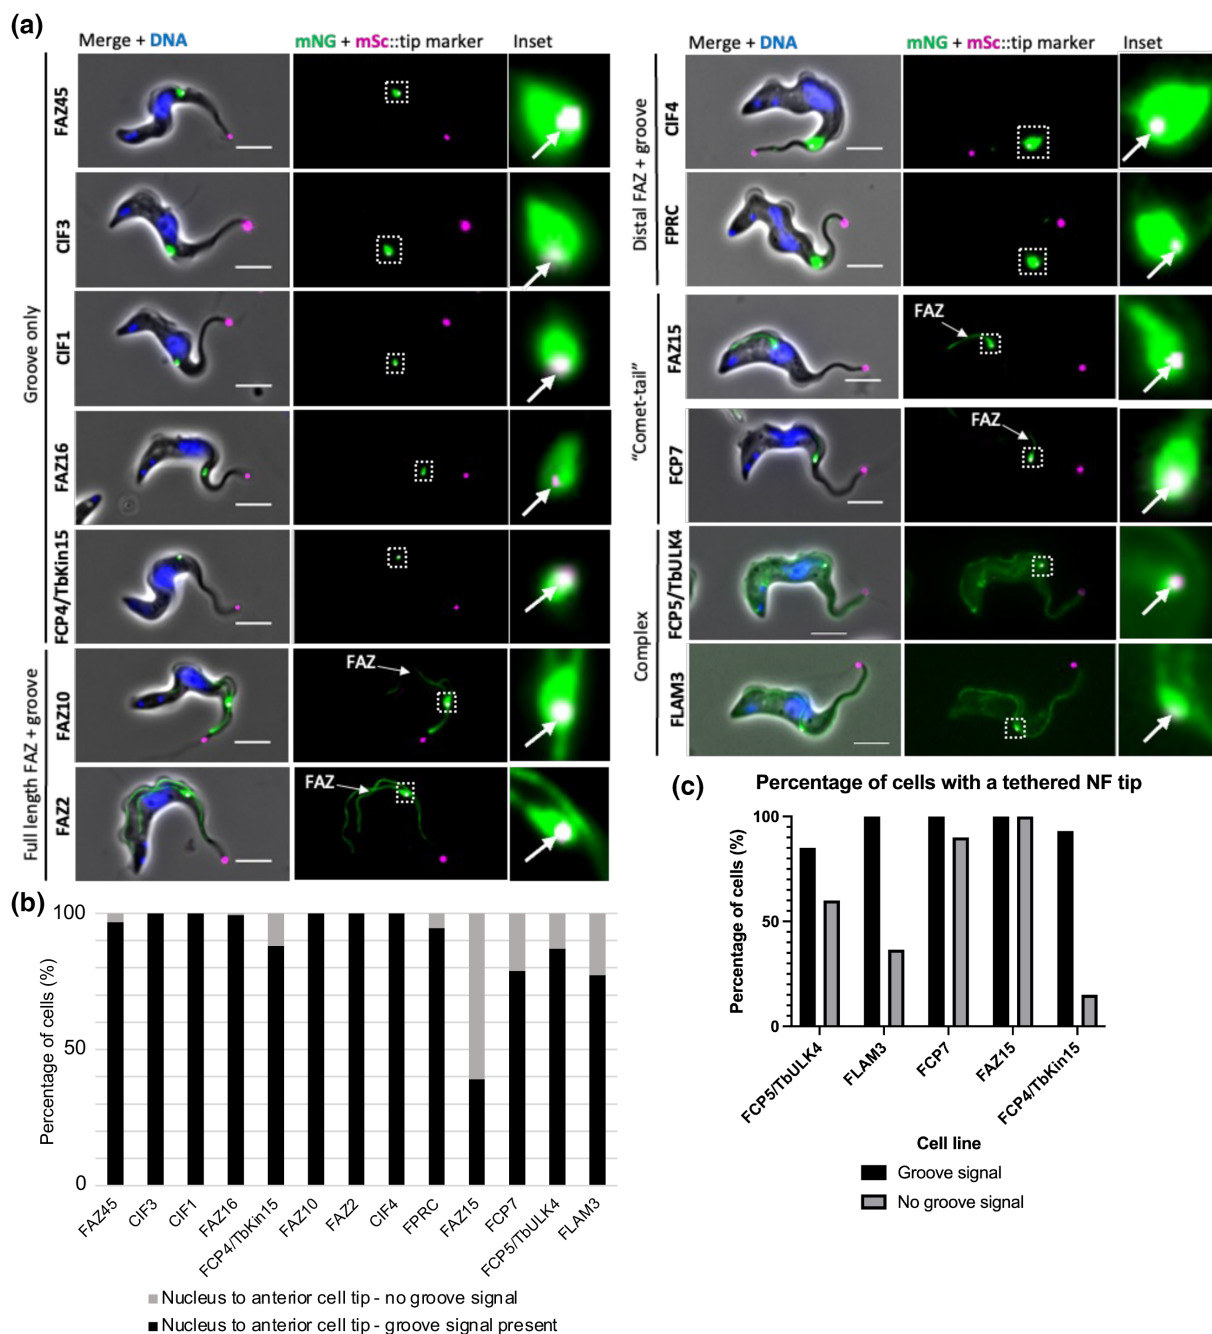 (a)
Merge + DNA
mNG + mSc::tip marker
Inset
Groove only
FAZ45
CIF3
CIF1
FAZ16
FCP4/TbKin15
Full length FAZ + groove
FAZ10
FAZ
FAZ2
FAZ
Merge + DNA
mNG + mSc::tip marker
Inset
Distal FAZ + groove
CIF4
FPRC
"Comet-tail"
FAZ15
FAZ
FCP7
FAZ
Complex
FCP5/TbULK4
FLAM3
(b)
Percentage of cells (%)
100
50
0
FAZ45
CIF3
CIF1
FAZ16
FCP4/TbKin15
FAZ10
FAZ2
CIF4
FPRC
FAZ15
FCP7
FCP5/TbULK4
FLAM3
Nucleus to anterior cell tip - no groove signal
Nucleus to anterior cell tip - groove signal present
(c)
Percentage of cells with a tethered NF tip
Percentage of cells (%)
100
50
0
FCP5/TbULK4
FLAM3
FCP7
FAZ15
FCP4/TbKin15
Cell line
Groove signal
No groove signal